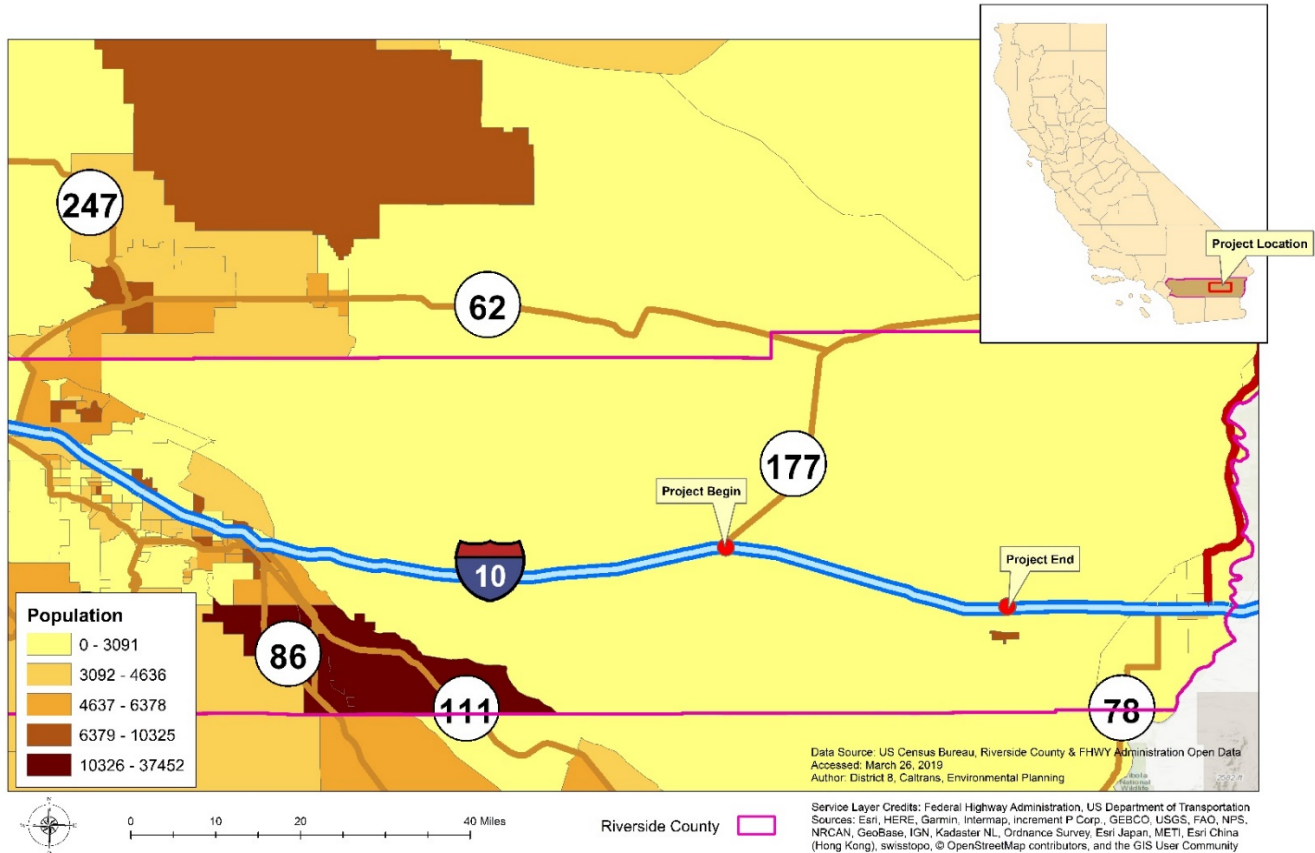 Project Location
247
62
177
Project Begin
10
Project End
Population
0 - 3091
3092 - 4636
4637 - 6378
6379 - 10325
10326 - 37452
86
111
78
Data Source: US Census Bureau, Riverside County & FHWY Administration Open Data
Accessed: March 26, 2019
Author: District 8, Caltrans, Environmental Planning
National
N
0 10 20 40 Miles
Riverside County
Service Layer Credits: Federal Highway Administration, US Department of Transportation
Sources: Esri, HERE, Garmin, Intermap, increment P Corp., GEBCO, USGS, FAO, NPS,
NRCAN, GeoBase, IGN, Kadaster NL, Ordnance Survey, Esri Japan, METI, Esri China
(Hong Kong), swisstopo, © OpenStreetMap contributors, and the GIS User Community